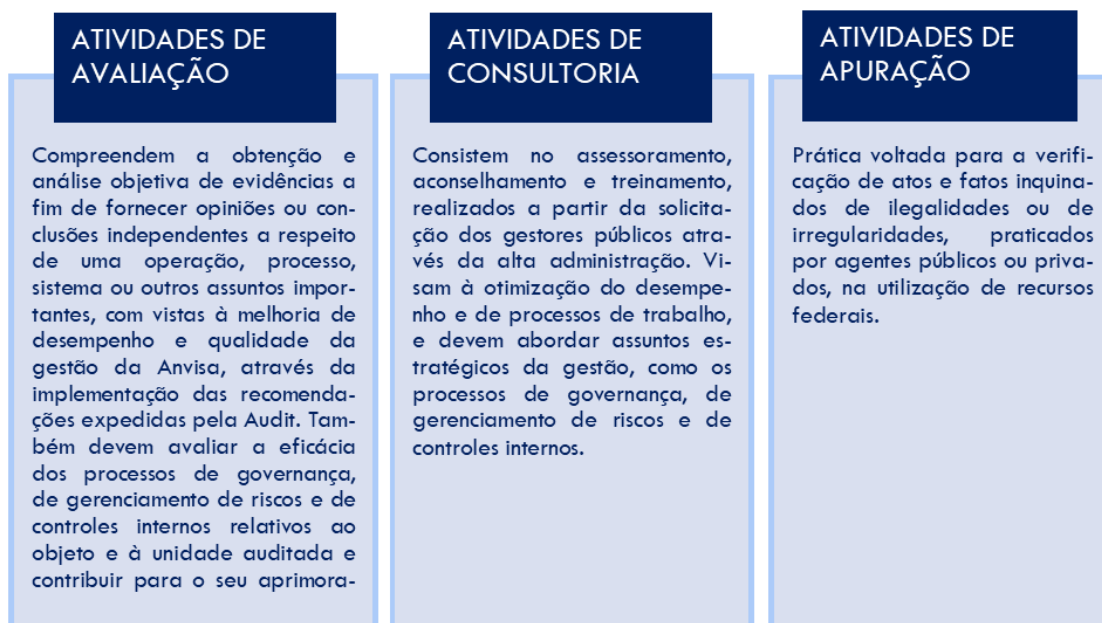 ATIVIDADES DE
AVALIAÇÃO
Compreendem a obtenção e
análise objetiva de evidências a
fim de fornecer opiniões ou con-
clusões independentes a respeito
de uma operação, processo,
sistema ou outros assuntos impor-
tantes, com vistas à melhoria de
desempenho e qualidade da
gestão da Anvisa, através da
implementação das recomenda-
ções expedidas pela Audit. Tam-
bém devem avaliar a eficácia
dos processos de governança,
de gerenciamento de riscos e de
controles internos relativos ao
objeto e à unidade auditada e
contribuir para o seu aprimora-
ATIVIDADES DE
CONSULTORIA
Consistem no assessoramento,
aconselhamento e treinamento,
realizados a partir da solicita-
ção dos gestores públicos atra-
vés da alta administração. Vi-
sam à otimização do desempe-
nho e de processos de trabalho,
e devem abordar assuntos es-
tratégicos da gestão, como os
processos de governança, de
gerenciamento de riscos e de
controles internos.
ATIVIDADES DE
APURAÇÃO
Prática voltada para a verifi-
cação de atos e fatos inquina-
dos de ilegalidades ou de
irregularidades, praticados
por agentes públicos ou priva-
dos, na utilização de recursos
federais.